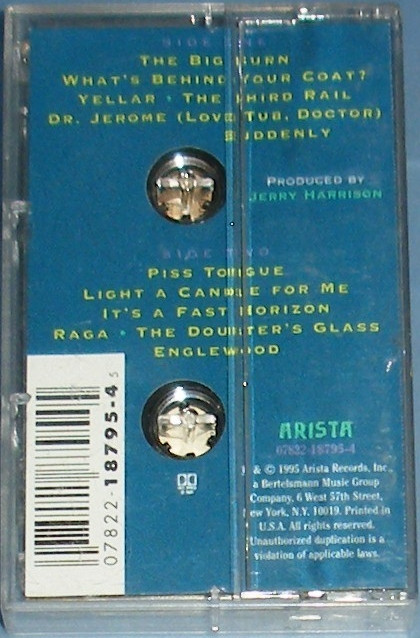 SIDE ONE
THE BIG BURN
WHAT'S BEHIND YOUR COAT?
YELLAR • THE THIRD RAIL
DR. JEROME (LOVE TUB, DOCTOR)
SUDDENLY
PRODUCED BY
JERRY HARRISON
SIDE TWO
PISS TONGUE
LIGHT A CANDLE FOR ME
IT'S A FAST HORIZON
RAGA • THE DOUBTER'S GLASS
ENGLEWOOD
07822-18795-4 5
ARISTA
07822-18795-4
& © 1995 Arista Records, Inc.,
a Bertelsmann Music Group
Company, 6 West 57th Street,
New York, N.Y. 10019. Printed in
U.S.A. All rights reserved.
Unauthorized duplication is a
violation of applicable laws.